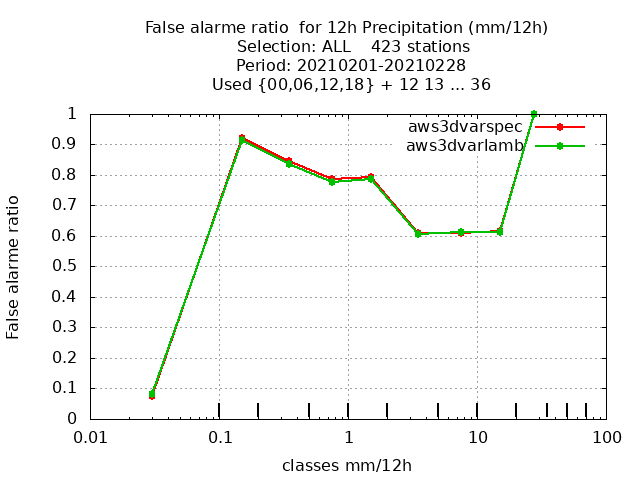 False alarme ratio  for 12h Precipitation (mm/12h)
Selection: ALL    423 stations
Period: 20210201-20210228
Used {00,06,12,18} + 12 13 ... 36
aws3dvarspec
aws3dvarlamb
1
0.9
0.8
0.7
0.6
0.5
0.4
0.3
0.2
0.1
0
False alarme ratio
0.01
0.1
1
10
100
classes mm/12h